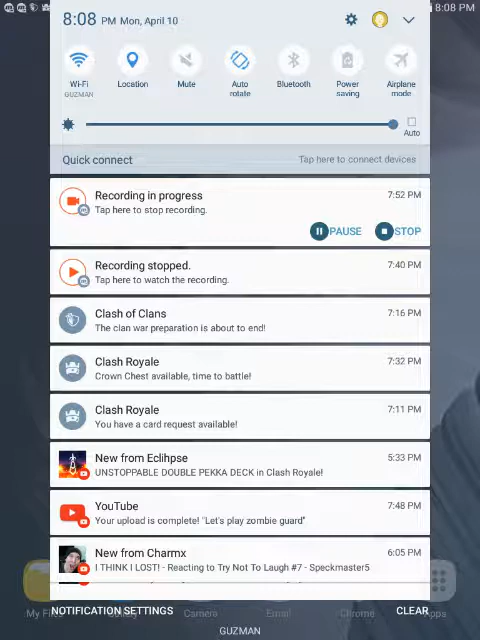 8:08 PM
8:08 PM Mon, April 10
Wi-Fi
GUZMAN
Location
Mute
Auto
rotate
Bluetooth
Power
saving
Airplane
mode
Auto
Quick connect
Tap here to connect devices
Recording in progress
7:52 PM
Tap here to stop recording.
PAUSE
STOP
Recording stopped.
7:40 PM
Tap here to watch the recording.
Clash of Clans
7:16 PM
The clan war preparation is about to end!
Clash Royale
7:32 PM
Crown Chest available, time to battle!
Clash Royale
7:11 PM
You have a card request available!
New from Eclihpse
5:33 PM
UNSTOPPABLE DOUBLE PEKKA DECK in Clash Royale!
YouTube
7:48 PM
Your upload is complete! "Let's play zombie guard"
New from Charmx
6:05 PM
I THINK I LOST! - Reacting to Try Not To Laugh #7 - Speckmaster5
My Files
Gallery
Camera
Email
Chrome
Apps
NOTIFICATION SETTINGS
CLEAR
GUZMAN